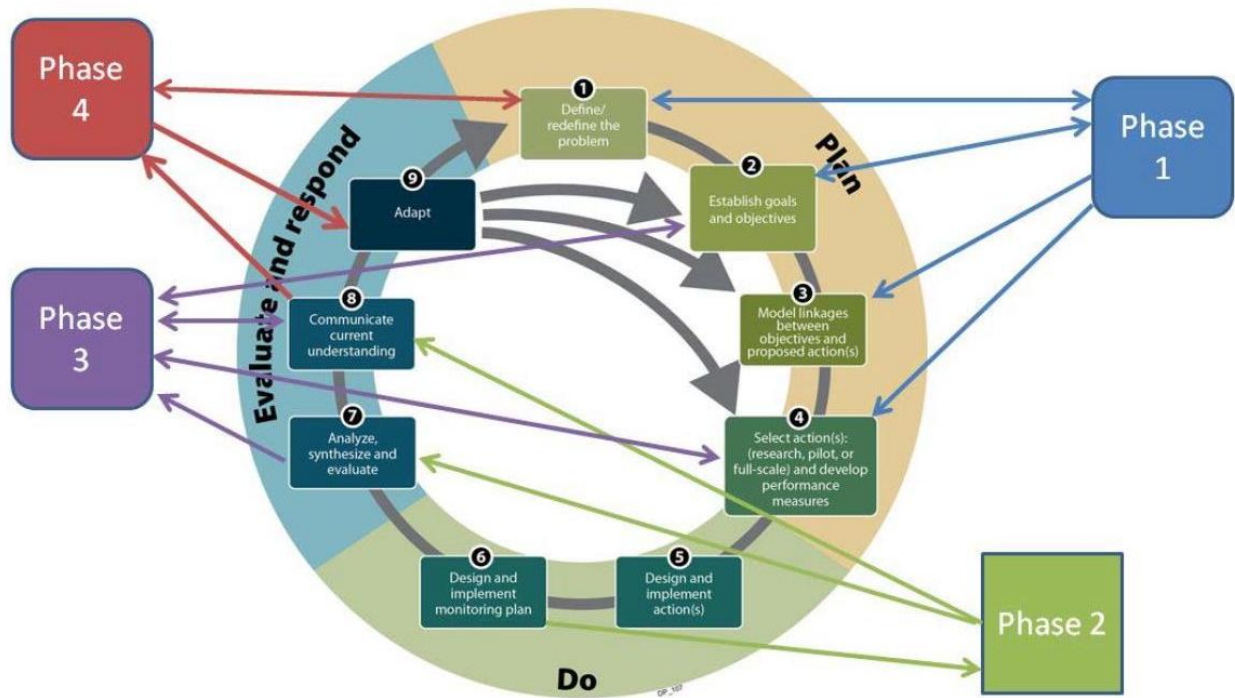 Phase
4
Phase
1
Phase
3
Phase 2
Plan
Do
Evaluate and respond
1
Define/
redefine the
problem
2
Establish goals
and objectives
3
Model linkages
between
objectives and
proposed action(s)
4
Select action(s):
(research, pilot, or
full-scale) and develop
performance
measures
5
Design and
implement
action(s)
6
Design and
implement
monitoring plan
7
Analyze,
synthesize and
evaluate
8
Communicate
current
understanding
9
Adapt
DP_107